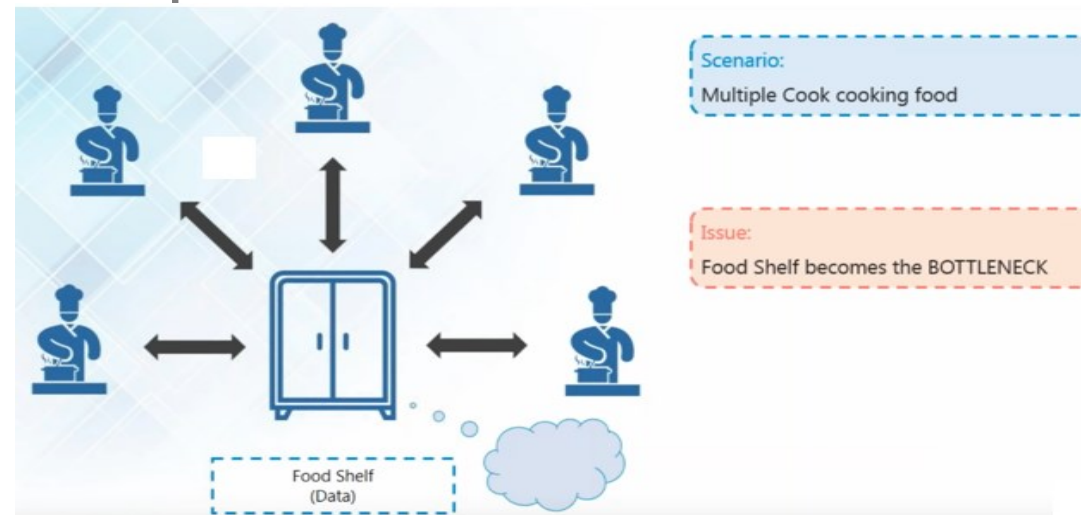 Scenario:
Multiple Cook cooking food
Issue:
Food Shelf becomes the BOTTLENECK
Food Shelf
(Data)